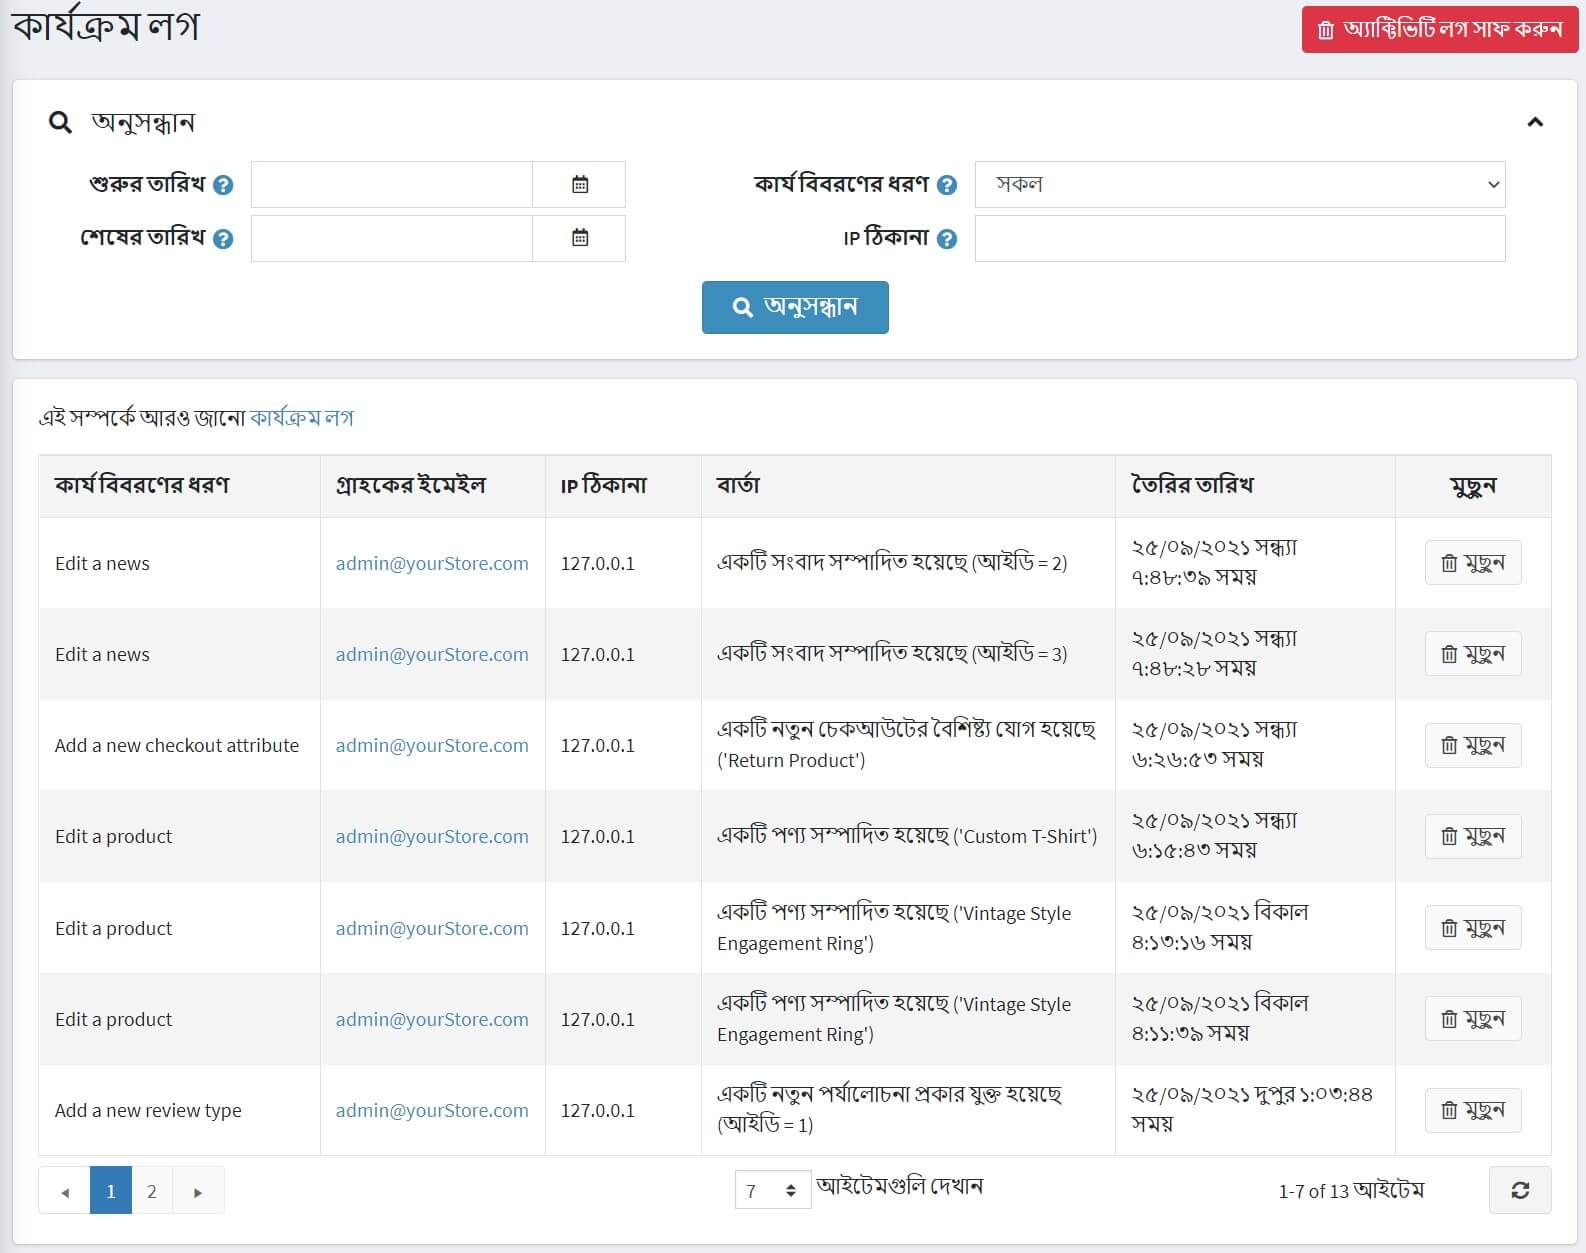 কার্যক্রম লগ
অ্যাক্টিভিটি লগ সাফ করুন
অনুসন্ধান
শুরুর তারিখ
কার্য বিবরণের ধরণ
সকল
শেষের তারিখ
IP ঠিকানা
অনুসন্ধান
এই সম্পর্কে আরও জানো কার্যক্রম লগ
কার্য বিবরণের ধরণ গ্রাহকের ইমেইল IP ঠিকানা বার্তা তৈরির তারিখ মুছুন
Edit a news admin@yourStore.com 127.0.0.1 একটি সংবাদ সম্পাদিত হয়েছে (আইডি = 2) ২৫/০৯/২০২১ সন্ধ্যা
৭:৪৮:৩৯ সময় মুছুন
Edit a news admin@yourStore.com 127.0.0.1 একটি সংবাদ সম্পাদিত হয়েছে (আইডি = 3) ২৫/০৯/২০২১ সন্ধ্যা
৭:৪৮:২৮ সময় মুছুন
Add a new checkout attribute admin@yourStore.com 127.0.0.1 একটি নতুন চেকআউটের বৈশিষ্ট্য যোগ হয়েছে
('Return Product') ২৫/০৯/২০২১ সন্ধ্যা
৬:২৬:৫৩ সময় মুছুন
Edit a product admin@yourStore.com 127.0.0.1 একটি পণ্য সম্পাদিত হয়েছে ('Custom T-Shirt') ২৫/০৯/২০২১ সন্ধ্যা
৬:১৫:৪৩ সময় মুছুন
Edit a product admin@yourStore.com 127.0.0.1 একটি পণ্য সম্পাদিত হয়েছে ('Vintage Style
Engagement Ring') ২৫/০৯/২০২১ বিকাল
৪:১৩:১৬ সময় মুছুন
Edit a product admin@yourStore.com 127.0.0.1 একটি পণ্য সম্পাদিত হয়েছে ('Vintage Style
Engagement Ring') ২৫/০৯/২০২১ বিকাল
৪:১১:৩৯ সময় মুছুন
Add a new review type admin@yourStore.com 127.0.0.1 একটি নতুন পর্যালোচনা প্রকার যুক্ত হয়েছে
(আইডি = 1) ২৫/০৯/২০২১ দুপুর ১:০৩:৪৪
সময় মুছুন
1 2 7 আইটেমগুলি দেখান 1-7 of 13 আইটেম